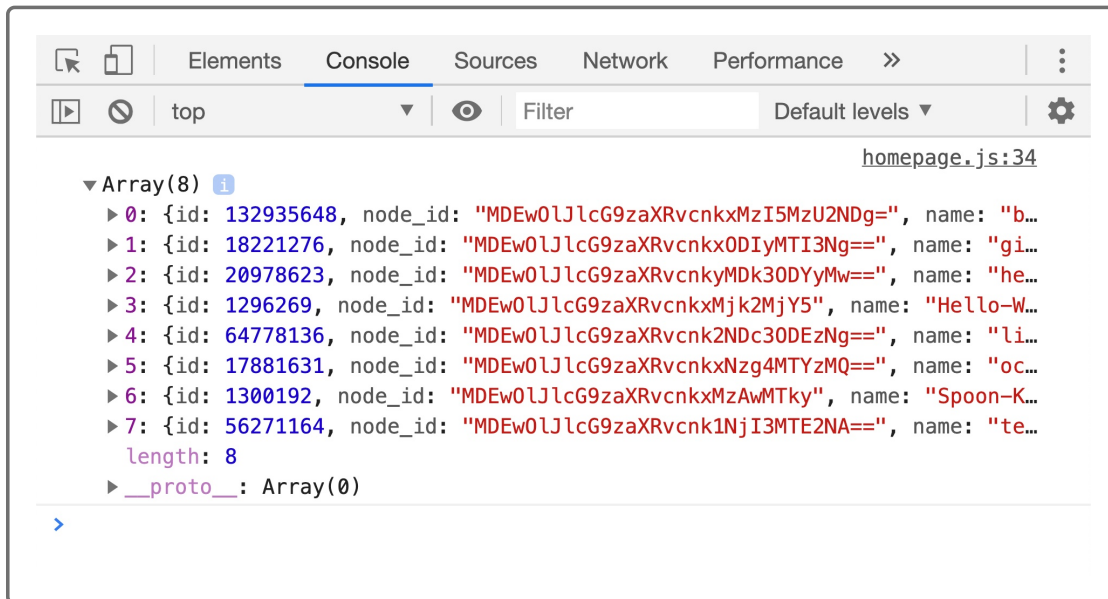 Elements Console Sources Network Performance »
top ▼ Filter Default levels ▼
homepage.js:34
▼Array(8) i
▶0: {id: 132935648, node_id: "MDEwOlJlcG9zaXRvcnkxMzI5MzU2NDg=", name: "b…
▶1: {id: 18221276, node_id: "MDEwOlJlcG9zaXRvcnkxODIyMTI3Ng==", name: "gi…
▶2: {id: 20978623, node_id: "MDEwOlJlcG9zaXRvcnkyMDk3ODYyMw==", name: "he…
▶3: {id: 1296269, node_id: "MDEwOlJlcG9zaXRvcnkxMjk2MjY5", name: "Hello-W…
▶4: {id: 64778136, node_id: "MDEwOlJlcG9zaXRvcnk2NDc3ODEzNg==", name: "li…
▶5: {id: 17881631, node_id: "MDEwOlJlcG9zaXRvcnkxNzg4MTYzMQ==", name: "oc…
▶6: {id: 1300192, node_id: "MDEwOlJlcG9zaXRvcnkxMzAwMTky", name: "Spoon-K…
▶7: {id: 56271164, node_id: "MDEwOlJlcG9zaXRvcnk1NjI3MTE2NA==", name: "te…
length: 8
▶__proto__: Array(0)
>